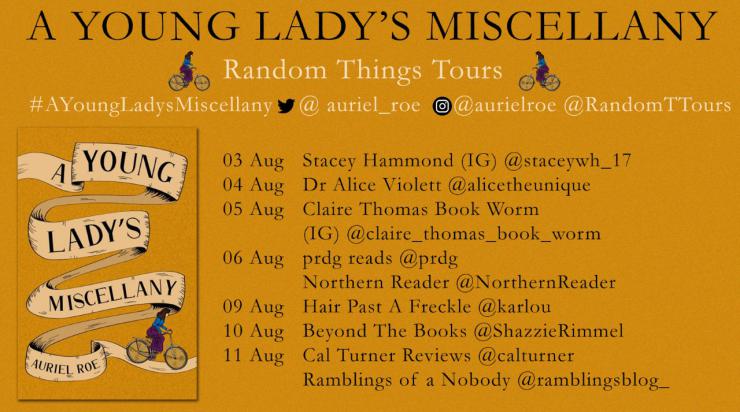 A YOUNG LADY'S MISCELLANY
Random Things Tours
#AYoungLadysMiscellany @ auriel_roe @aurielroe @RandomTTours
A YOUNG
LADY'S
MISCELLANY
AURIEL ROE
03 Aug Stacey Hammond (IG) @staceywh_17
04 Aug Dr Alice Violett @alicetheunique
05 Aug Claire Thomas Book Worm
(IG) @claire_thomas_book_worm
06 Aug prdg reads @prdg
Northern Reader @NorthernReader
09 Aug Hair Past A Freckle @karlou
10 Aug Beyond The Books @ShazzieRimmel
11 Aug Cal Turner Reviews @calturner
Ramblings of a Nobody @ramblingsblog_